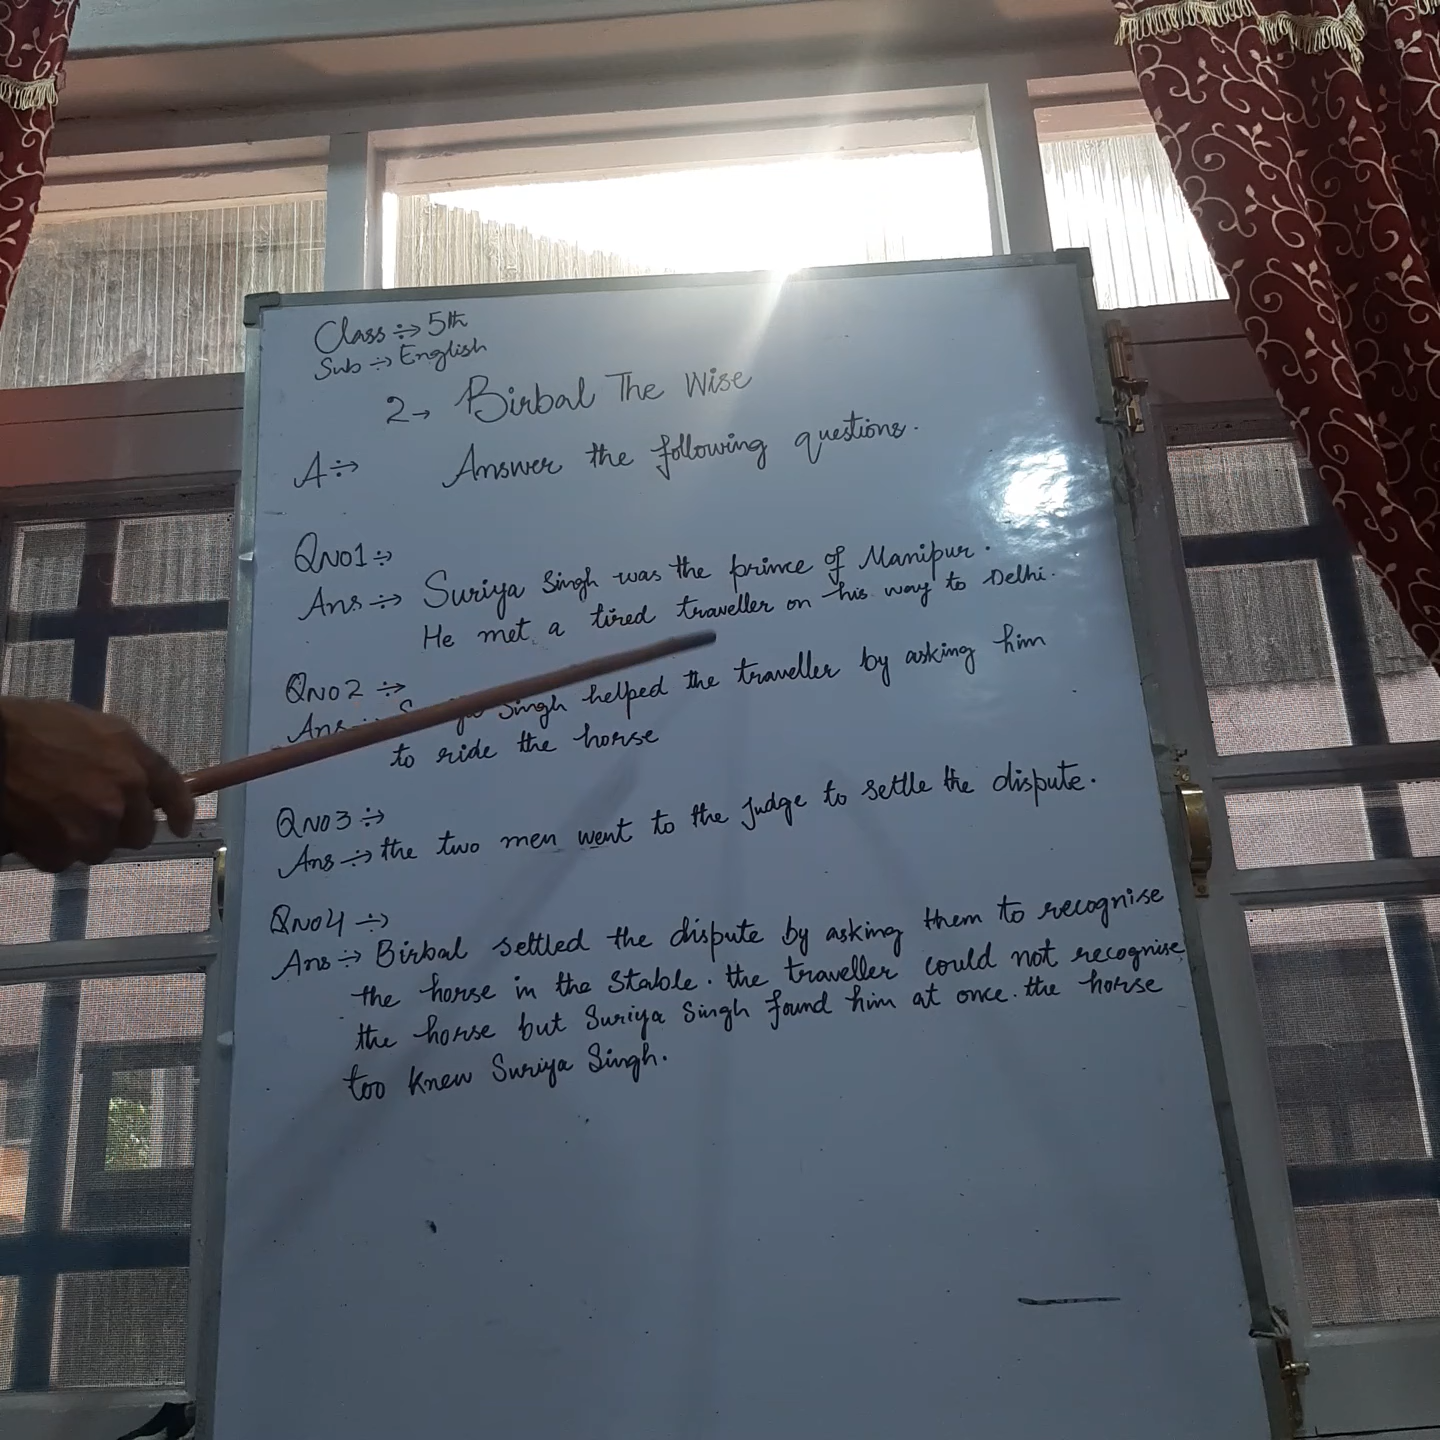 Class ÷> 5th
Sub ÷> English
2→ Birbal The Wise
A ÷> Answer the following questions.
QNo1 ÷>
Ans ÷> Suriya Singh was the prince of Manipur.
He met a tired traveller on his way to Delhi.
QNo2 ÷>
Ans Singh helped the traveller by asking him
to ride the horse
QNo3 ÷>
Ans ÷> the two men went to the judge to settle the dispute.
QNo4 ÷>
Ans ÷> Birbal settled the dispute by asking them to recognise
the horse in the stable. the traveller could not recognise
the horse but Suriya Singh found him at once. the horse
too knew Suriya Singh.